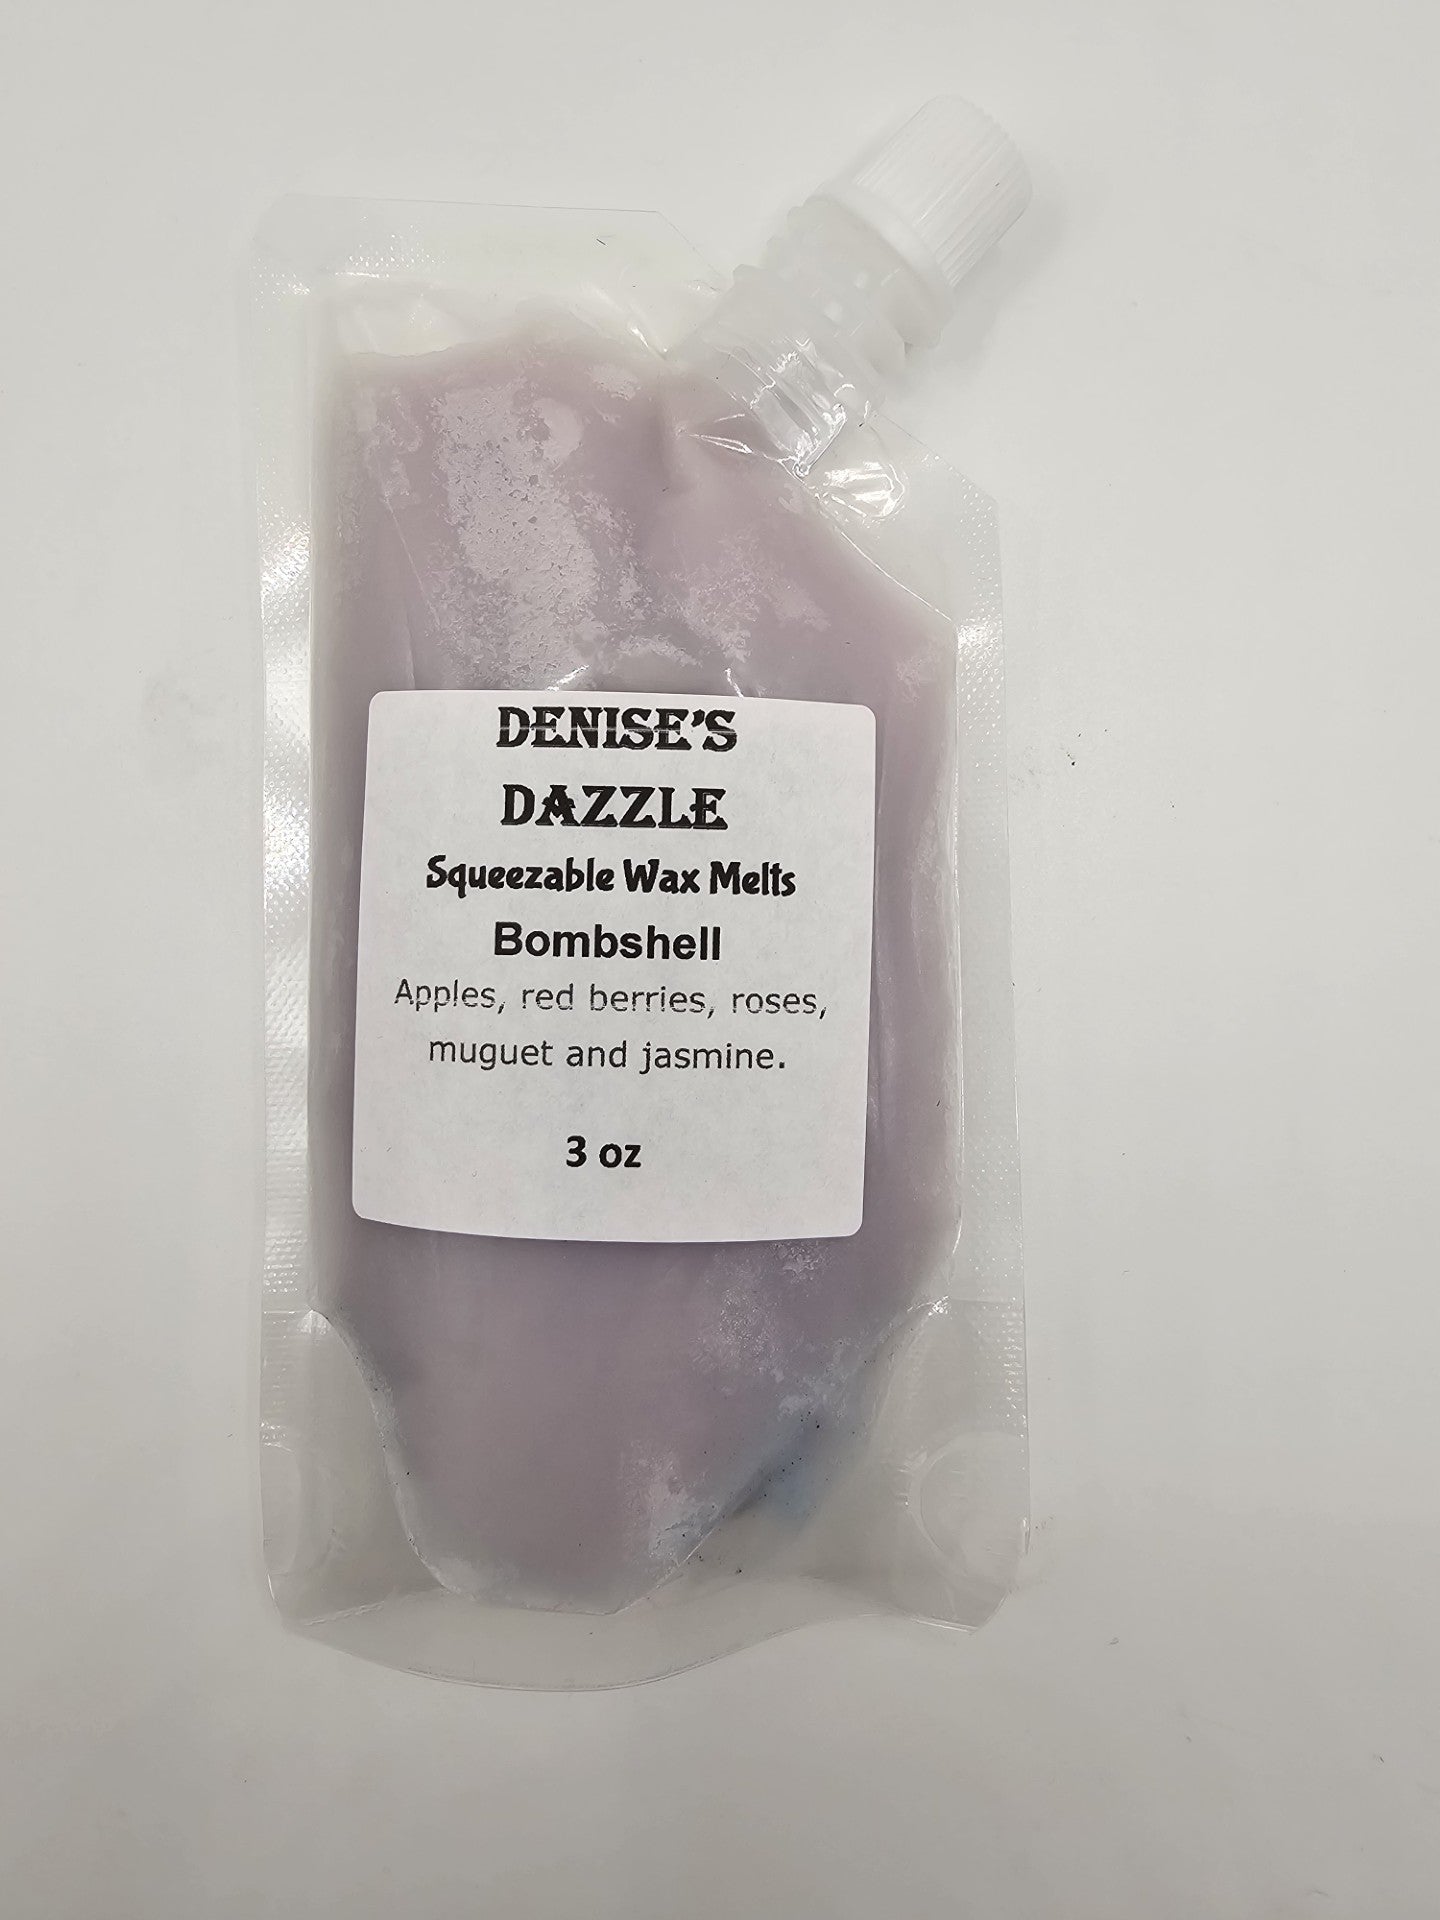 DENISE'S
DAZZLE
Squeezable Wax Melts
Bombshell
Apples, red berries, roses,
muguet and jasmine.
3 oz